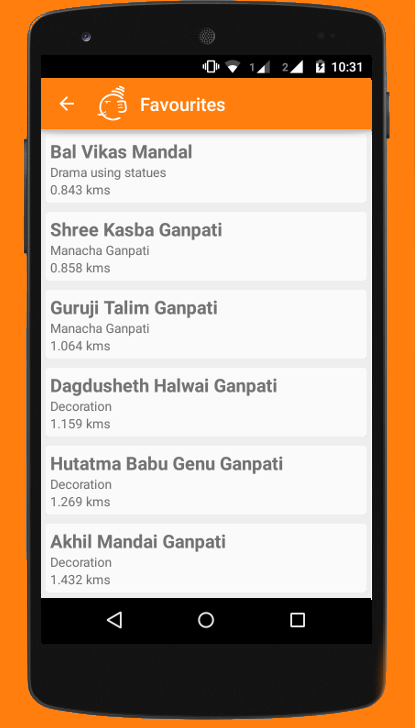 1 2 10:31
Favourites
Bal Vikas Mandal
Drama using statues
0.843 kms
Shree Kasba Ganpati
Manacha Ganpati
0.858 kms
Guruji Talim Ganpati
Manacha Ganpati
1.064 kms
Dagdusheth Halwai Ganpati
Decoration
1.159 kms
Hutatma Babu Genu Ganpati
Decoration
1.269 kms
Akhil Mandai Ganpati
Decoration
1.432 kms